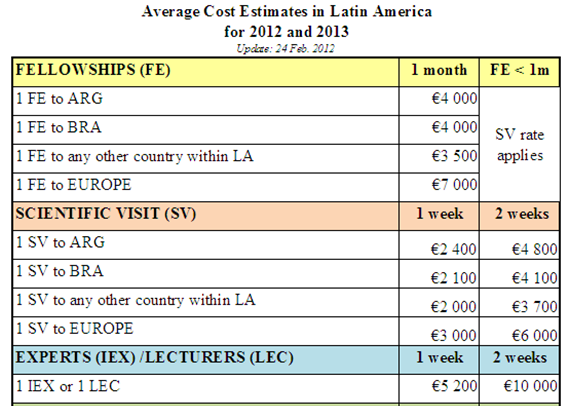 Average Cost Estimates in Latin America
for 2012 and 2013
Update: 24 Feb. 2012
FELLOWSHIPS (FE) 1 month FE < 1m
1 FE to ARG €4 000
1 FE to BRA €4 000
1 FE to any other country within LA €3 500
1 FE to EUROPE €7 000
SV rate
applies
SCIENTIFIC VISIT (SV) 1 week 2 weeks
1 SV to ARG €2 400 €4 800
1 SV to BRA €2 100 €4 100
1 SV to any other country within LA €2 000 €3 700
1 SV to EUROPE €3 000 €6 000
EXPERTS (IEX) /LECTURERS (LEC) 1 week 2 weeks
1 IEX or 1 LEC €5 200 €10 000